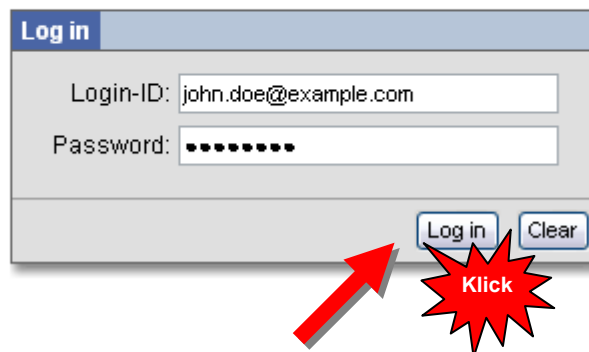 Log in
Login-ID: john.doe@example.com
Password: •••••••••
Log in Clear
Klick